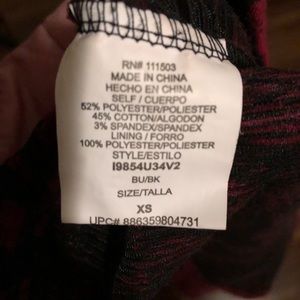 RN# 111503
MADE IN CHINA
HECHO EN CHINA
SELF / CUERPO
52% POLYESTER/POLIESTER
45% COTTON/ALGODON
3% SPANDEX/SPANDEX
LINING / FORRO
100% POLYESTER/POLIESTER
STYLE/ESTILO
I9854U34V2
BU/BK
SIZE/TALLA
XS
UPC# 886359804731